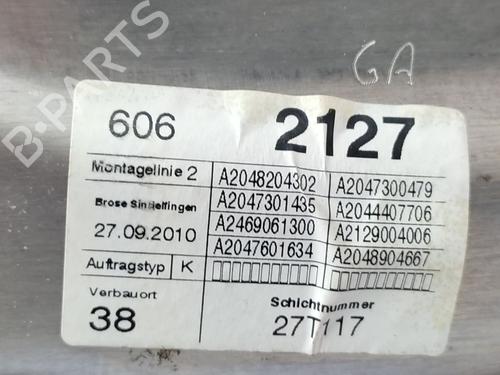 B-PARTS
GA
606 2127
Montagelinie 2 A2048204302 A2047300479
Brose Sindelfingen A2047301435 A2044407706
27.09.2010 A2469061300 A2129004006
Auftragstyp K A2047601634 A2048904667
Verbauort Schichtnummer
38 27T117